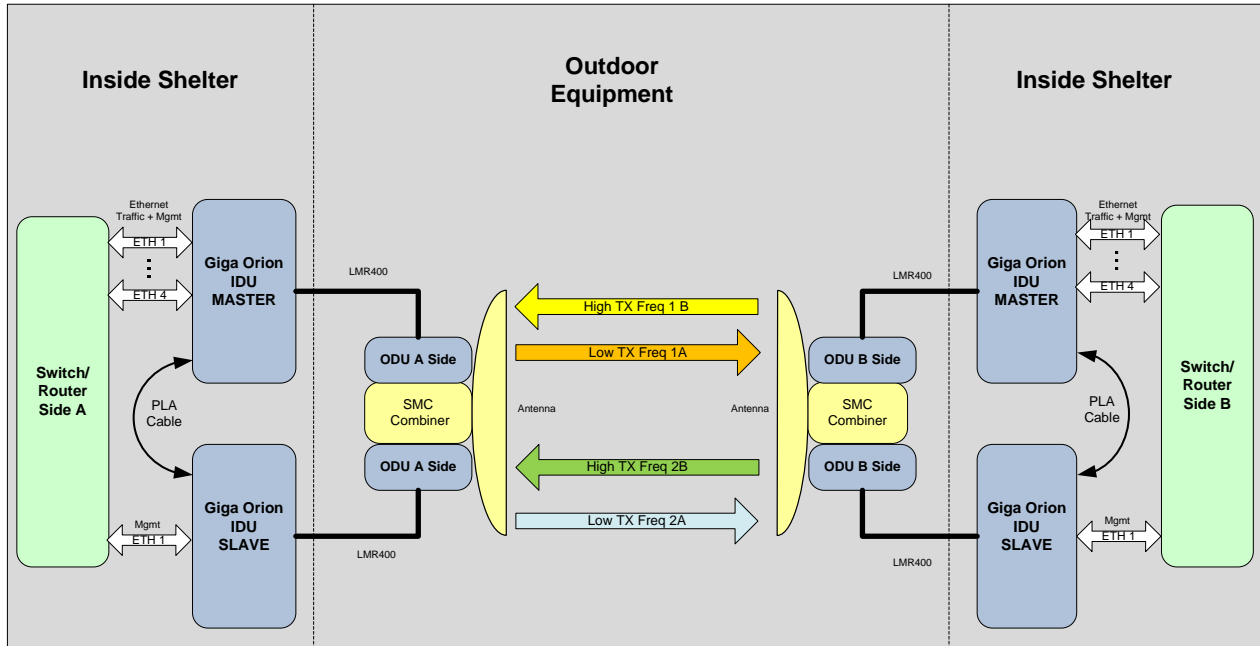 Inside Shelter
Outdoor
Equipment
Inside Shelter
Ethernet
Traffic + Mgmt
ETH 1
ETH 4
Giga Orion
IDU
MASTER
Switch/
Router
Side A
PLA
Cable
Mgmt
ETH 1
Giga Orion
IDU
SLAVE
LMR400
ODU A Side
SMC
Combiner
ODU A Side
LMR400
Antenna
High TX Freq 1 B
Low TX Freq 1A
High TX Freq 2B
Low TX Freq 2A
Antenna
LMR400
ODU B Side
SMC
Combiner
ODU B Side
LMR400
Giga Orion
IDU
MASTER
Ethernet
Traffic + Mgmt
ETH 1
ETH 4
PLA
Cable
Giga Orion
IDU
SLAVE
Mgmt
ETH 1
Switch/
Router
Side B